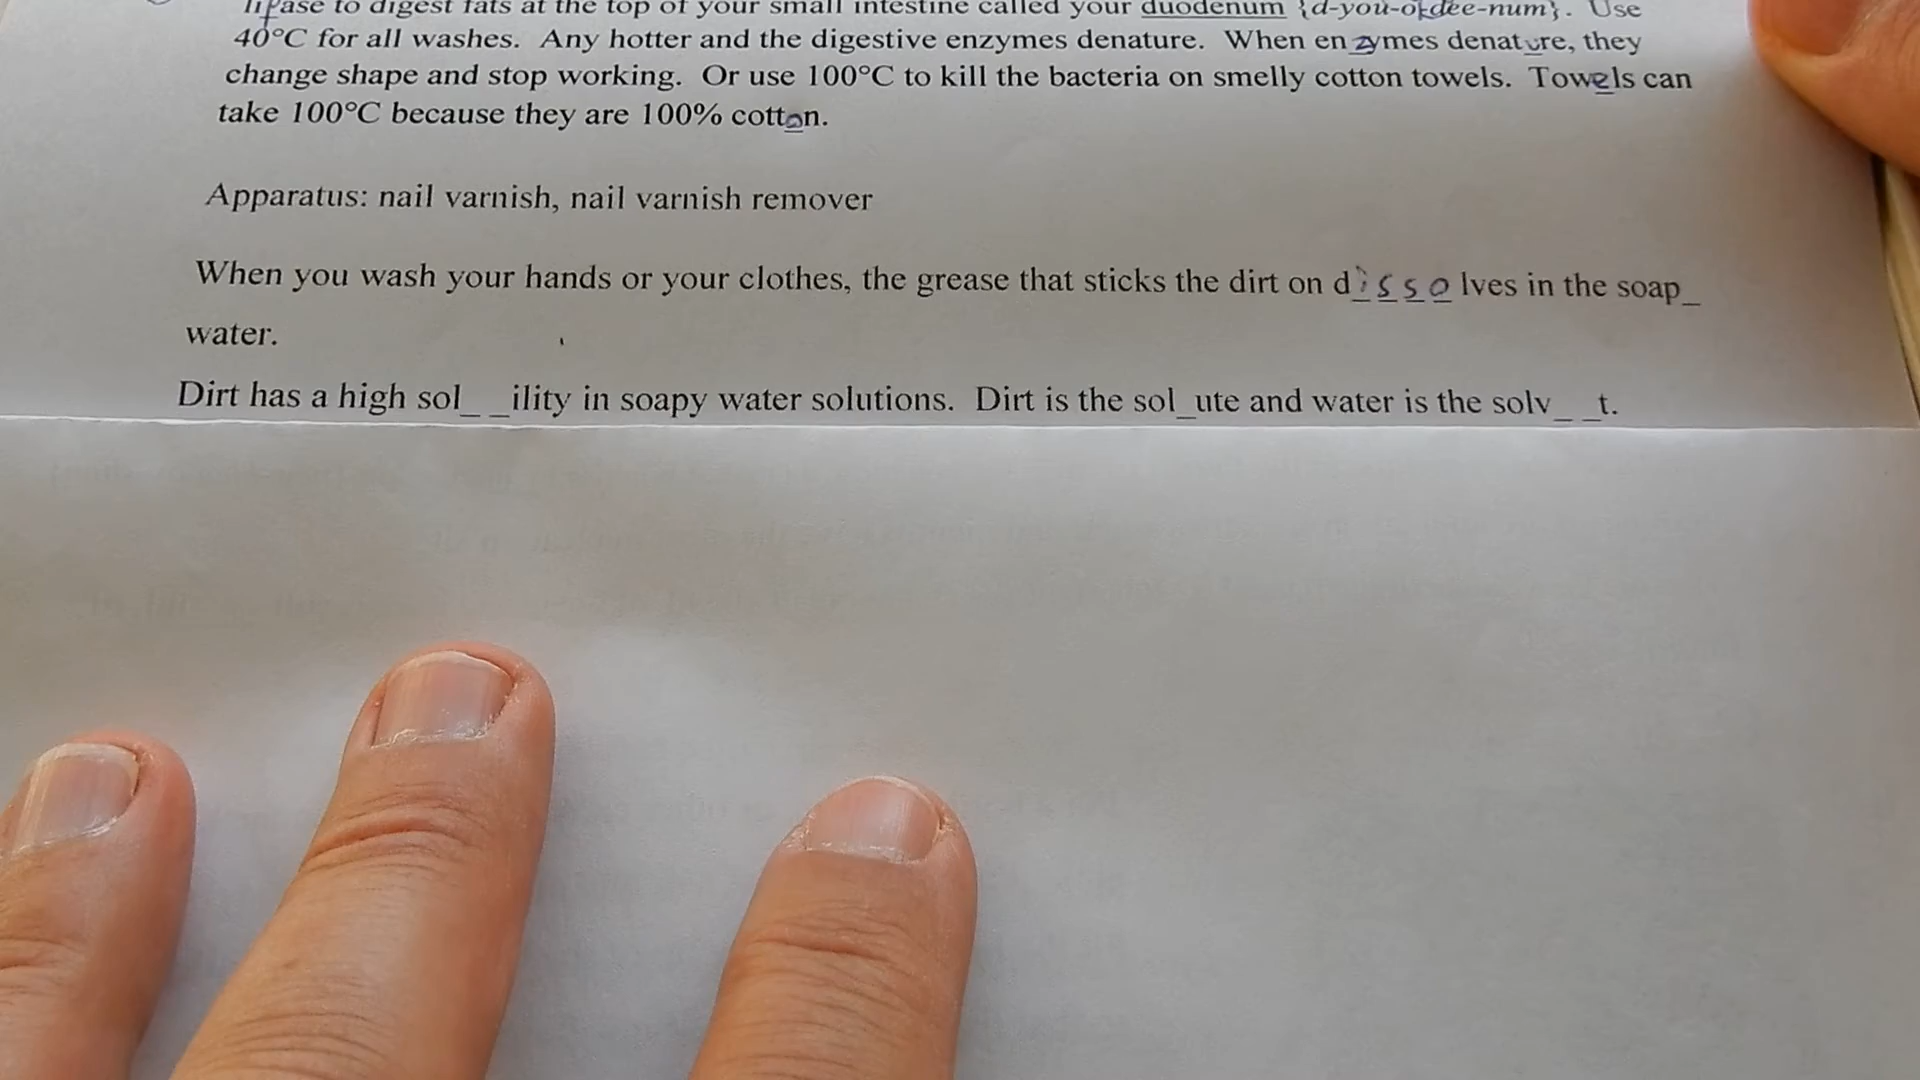 lipase to digest fats at the top of your small intestine called your duodenum {d-you-o-dee-num}. Use
40°C for all washes. Any hotter and the digestive enzymes denature. When enzymes denature, they
change shape and stop working. Or use 100°C to kill the bacteria on smelly cotton towels. Towels can
take 100°C because they are 100% cotton.
Apparatus: nail varnish, nail varnish remover
When you wash your hands or your clothes, the grease that sticks the dirt on disso lves in the soap_
water.
Dirt has a high sol_ _ility in soapy water solutions. Dirt is the sol_ute and water is the solv_ _t.